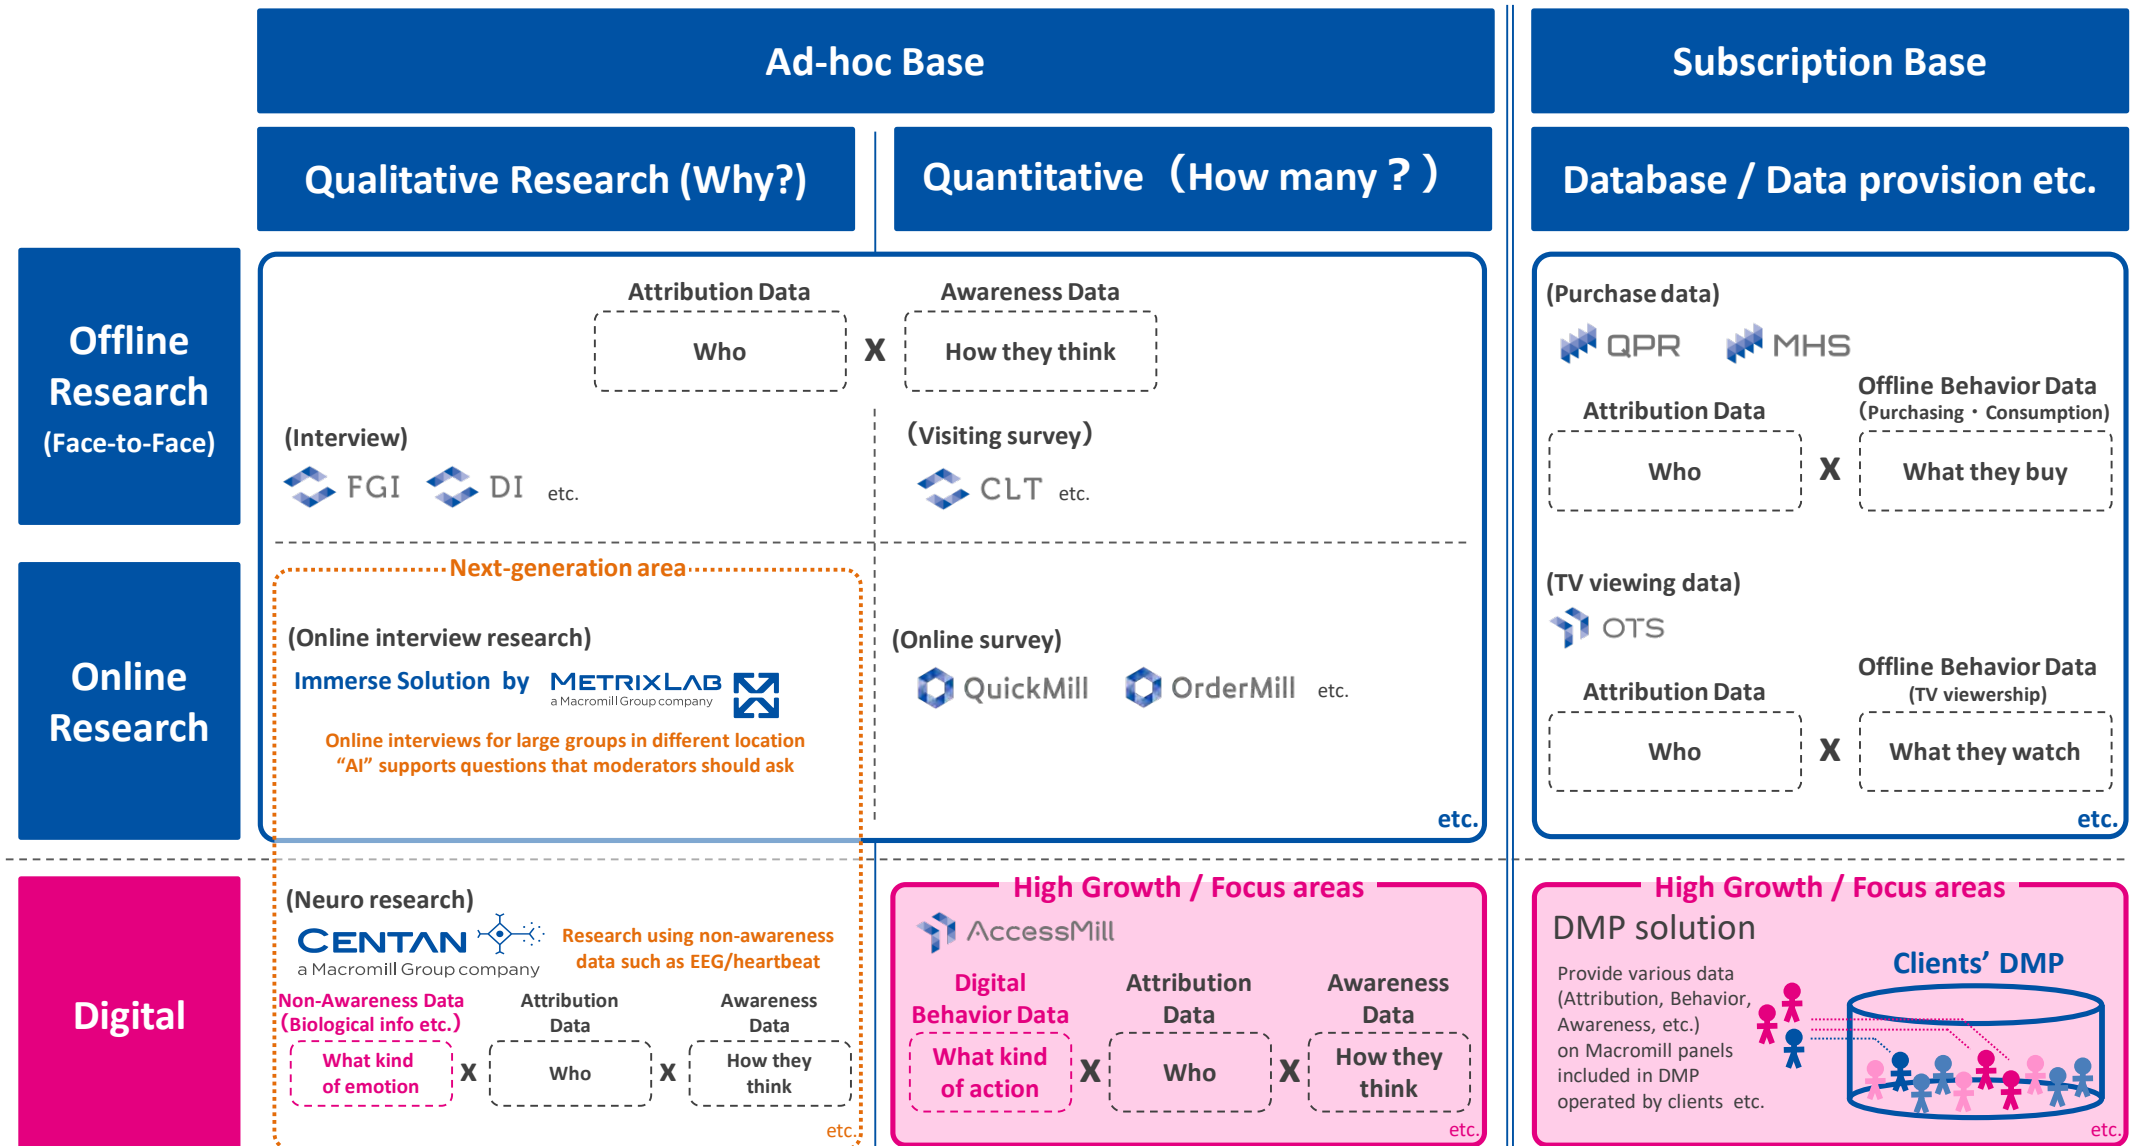 Ad-hoc Base
Subscription Base
Qualitative Research (Why?)
Quantitative（How many？）
Database / Data provision etc.
Offline
Research
(Face-to-Face)
Attribution Data
Awareness Data
Who
X
How they think
(Interview)
FGI
DI
etc.
(Visiting survey)
CLT
etc.
(Purchase data)
QPR
MHS
Attribution Data
Offline Behavior Data
(Purchasing・Consumption)
Who
X
What they buy
Online
Research
Next-generation area
(Online interview research)
Immerse Solution by METRIXLAB
a Macromill Group company
Online interviews for large groups in different location
“AI” supports questions that moderators should ask
(Online survey)
QuickMill
OrderMill
etc.
etc.
(TV viewing data)
OTS
Attribution Data
Offline Behavior Data
(TV viewership)
Who
X
What they watch
etc.
Digital
(Neuro research)
CENTAN
a Macromill Group company
Research using non-awareness
data such as EEG/heartbeat
Non-Awareness Data
(Biological info etc.)
Attribution
Data
Awareness
Data
What kind
of emotion
X
Who
X
How they
think
etc.
High Growth / Focus areas
AccessMill
Digital
Behavior Data
Attribution
Data
Awareness
Data
What kind
of action
X
Who
X
How they
think
etc.
High Growth / Focus areas
DMP solution
Provide various data
(Attribution, Behavior,
Awareness, etc.)
on Macromill panels
included in DMP
operated by clients etc.
Clients’ DMP
etc.